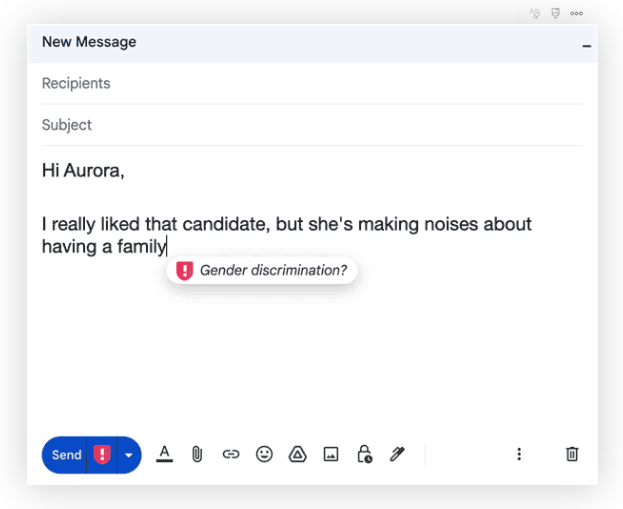 New Message
Recipients
Subject
Hi Aurora,
I really liked that candidate, but she's making noises about
having a family
Gender discrimination?
Send